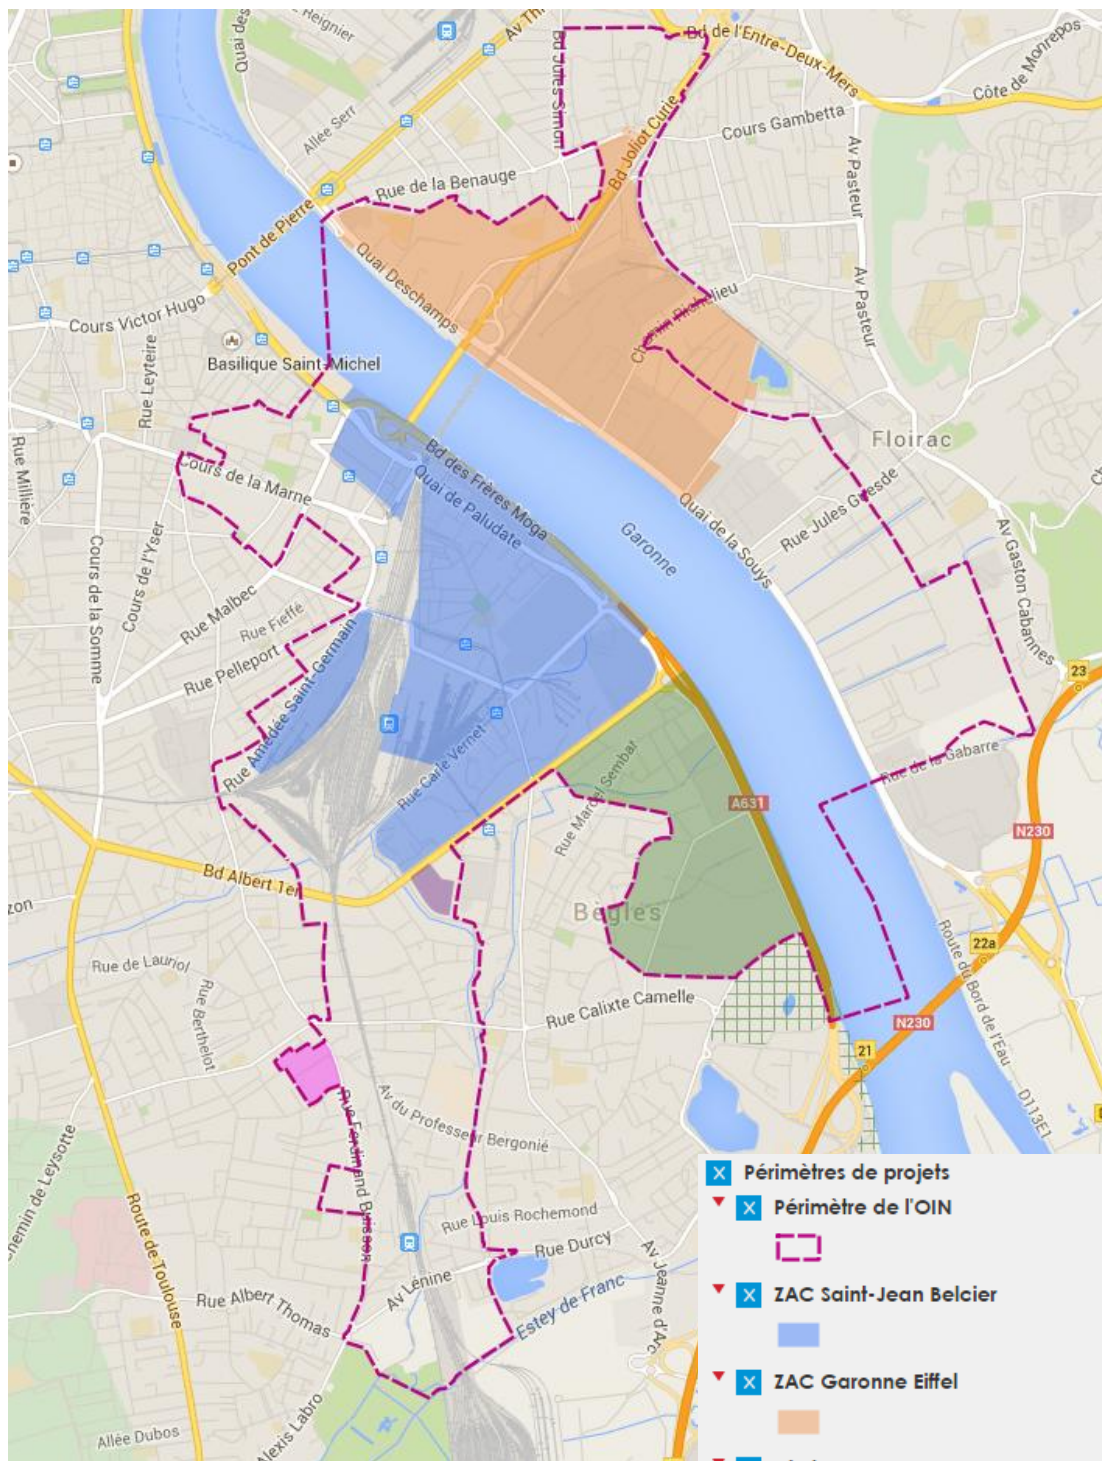 Reignier
Quai des
Av Th
Bd de l'Entre-Deux-Mers
Côte de Monrepos
Bd Jules Simon
Allée Serr
Bd Joliot Curie
Cours Gambetta
Av Pasteur
Rue de la Benauge
Pont de Pierre
Quai Deschamps
Av Pasteur
Chemin Richelieu
Cours Victor Hugo
Rue Leyteire
Basilique Saint-Michel
Floirac
Rue Millière
Cours de la Marne
Bd des Frères Moga
Quai de Paludate
Garonne
Quai de la Souys
Rue Jules Guesde
Av Gaston Cabannes
Cours de l'Yser
Cours de la Somme
Rue Malbec
Rue Fieffé
Rue Pelleport
Rue Amédée Saint-Germain
23
Rue Carle Vernet
Rue Marcel Sembat
Rue de la Gabarre
A631
N230
Bd Albert 1er
zon
Bègles
22a
Rue de Lauriol
Rue Berthelot
Route du Bord de l'Eau
Rue Calixte Camelle
N230
21
D113E1
Av du Professeur Bergonié
Rue Ferdinand Buisson
Chemin de Leysotte
Route de Toulouse
Rue Louis Rochemond
Rue Durcy
Av Jeanne d'Arc
Av Lénine
Rue Albert Thomas
Estey de Franc
Alexis Labro
Allée Dubos
Périmètres de projets
Périmètre de l'OIN
ZAC Saint-Jean Belcier
ZAC Garonne Eiffel